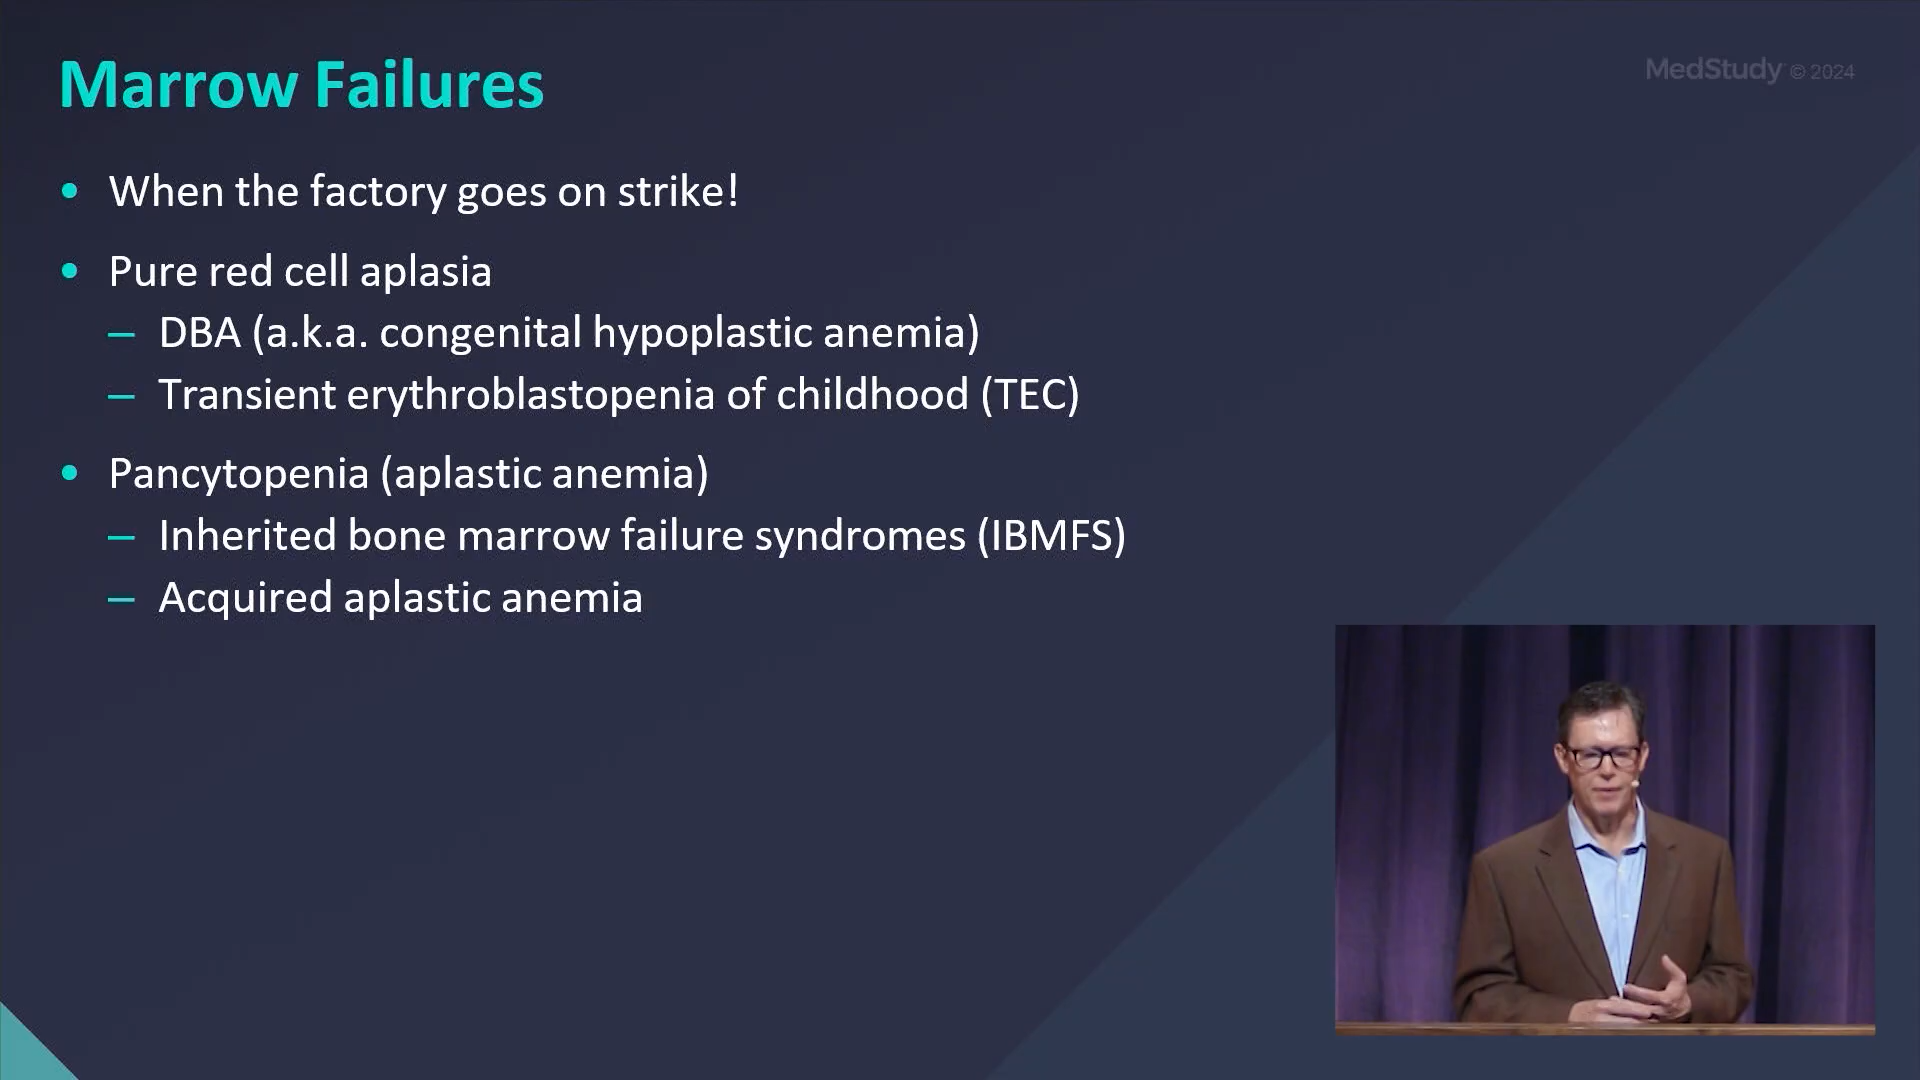 Marrow Failures
MedStudy © 2024
• When the factory goes on strike!
• Pure red cell aplasia
– DBA (a.k.a. congenital hypoplastic anemia)
– Transient erythroblastopenia of childhood (TEC)
• Pancytopenia (aplastic anemia)
– Inherited bone marrow failure syndromes (IBMFS)
– Acquired aplastic anemia